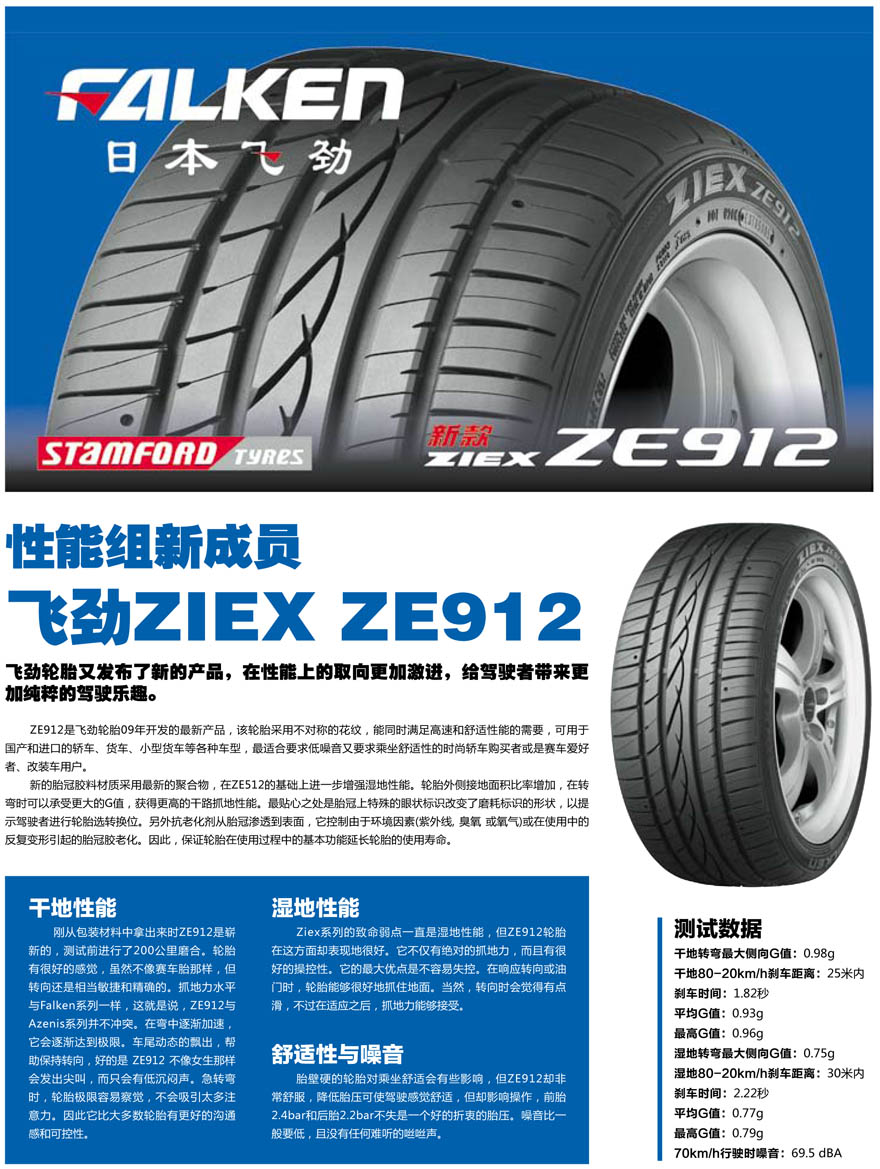 FALKEN
日本飞劲
ZIEX ZE912
STAMFORD TYRES
新款
ZIEX ZE912
性能组新成员
飞劲ZIEX ZE912
飞劲轮胎又发布了新的产品，在性能上的取向更加激进，给驾驶者带来更
加纯粹的驾驶乐趣。
ZE912是飞劲轮胎09年开发的最新产品，该轮胎采用不对称的花纹，能同时满足高速和舒适性能的需要，可用于
国产和进口的轿车、货车、小型货车等各种车型，最适合要求低噪音又要求乘坐舒适性的时尚轿车购买者或是赛车爱好
者、改装车用户。
新的胎冠胶料材质采用最新的聚合物，在ZE512的基础上进一步增强湿地性能。轮胎外侧接地面积比率增加，在转
弯时可以承受更大的G值，获得更高的干路抓地性能。最贴心之处是胎冠上特殊的眼状标识改变了磨耗标识的形状，以提
示驾驶者进行轮胎选转换位。另外抗老化剂从胎冠渗透到表面，它控制由于环境因素(紫外线, 臭氧 或氧气)或在使用中的
反复变形引起的胎冠胶老化。因此，保证轮胎在使用过程中的基本功能延长轮胎的使用寿命。
干地性能
刚从包装材料中拿出来时ZE912是崭
新的，测试前进行了200公里磨合。轮胎
有很好的感觉，虽然不像赛车胎那样，但
转向还是相当敏捷和精确的。抓地力水平
与Falken系列一样，这就是说，ZE912与
Azenis系列并不冲突。在弯中逐渐加速，
它会逐渐达到极限。车尾动态的飘出，帮
助保持转向，好的是 ZE912 不像女生那样
会发出尖叫，而只会有低沉闷声。急转弯
时，轮胎极限容易察觉，不会吸引太多注
意力。因此它比大多数轮胎有更好的沟通
感和可控性。
湿地性能
Ziex系列的致命弱点一直是湿地性能，但ZE912轮胎
在这方面却表现地很好。它不仅有绝对的抓地力，而且有很
好的操控性。它的最大优点是不容易失控。在响应转向或油
门时，轮胎能够很好地抓住地面。当然，转向时会觉得有点
滑，不过在适应之后，抓地力能够接受。
舒适性与噪音
胎壁硬的轮胎对乘坐舒适会有些影响，但ZE912却非
常舒服，降低胎压可使驾驶感觉舒适，但却影响操作，前胎
2.4bar和后胎2.2bar不失是一个好的折衷的胎压。噪音比一
般要低，且没有任何难听的咝咝声。
ZIEX
FALKEN
测试数据
干地转弯最大侧向G值：0.98g
干地80-20km/h刹车距离：25米内
刹车时间：1.82秒
平均G值：0.93g
最高G值：0.96g
湿地转弯最大侧向G值：0.75g
湿地80-20km/h刹车距离：30米内
刹车时间：2.22秒
平均G值：0.77g
最高G值：0.79g
70km/h行驶时噪音：69.5 dBA